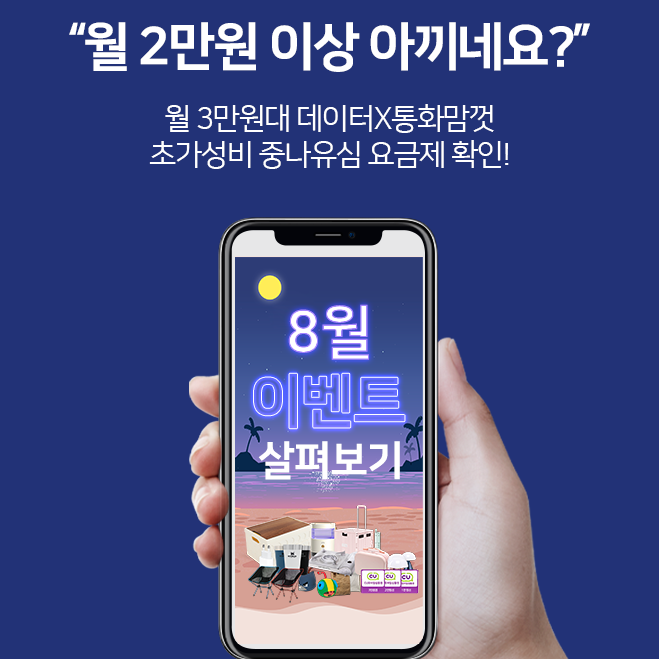 “월 2만원 이상 아끼네요?”
월 3만원대 데이터X통화맘껏
초가성비 중나유심 요금제 확인!
8월
이벤트
살펴보기
CU CU CU